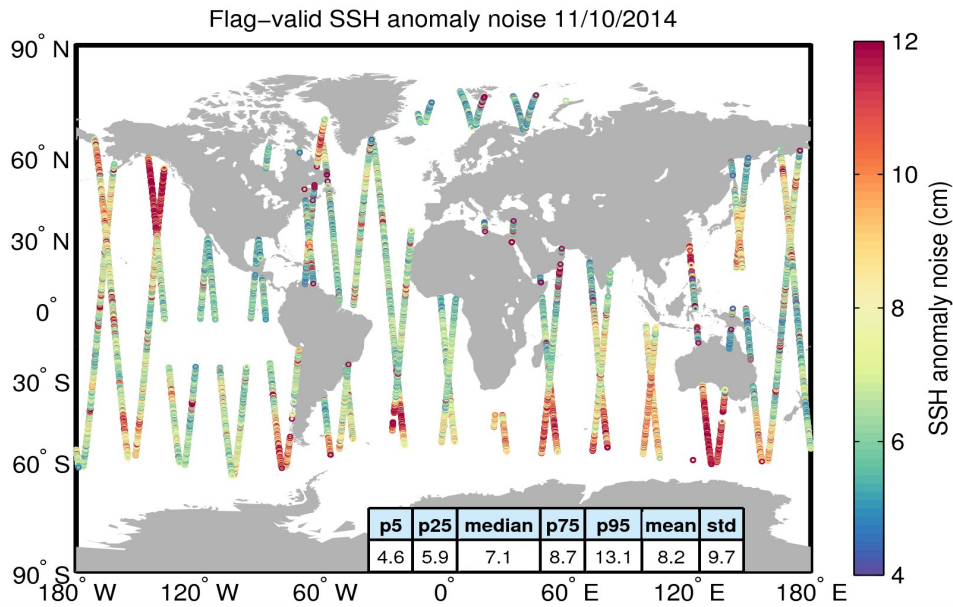 Flag−valid SSH anomaly noise 11/10/2014
90° N
60° N
30° N
0°
30° S
60° S
90° S
180° W
120° W
60° W
0°
60° E
120° E
180° E
p5 p25 median p75 p95 mean std
4.6 5.9 7.1 8.7 13.1 8.2 9.7
12
10
8
6
4
SSH anomaly noise (cm)